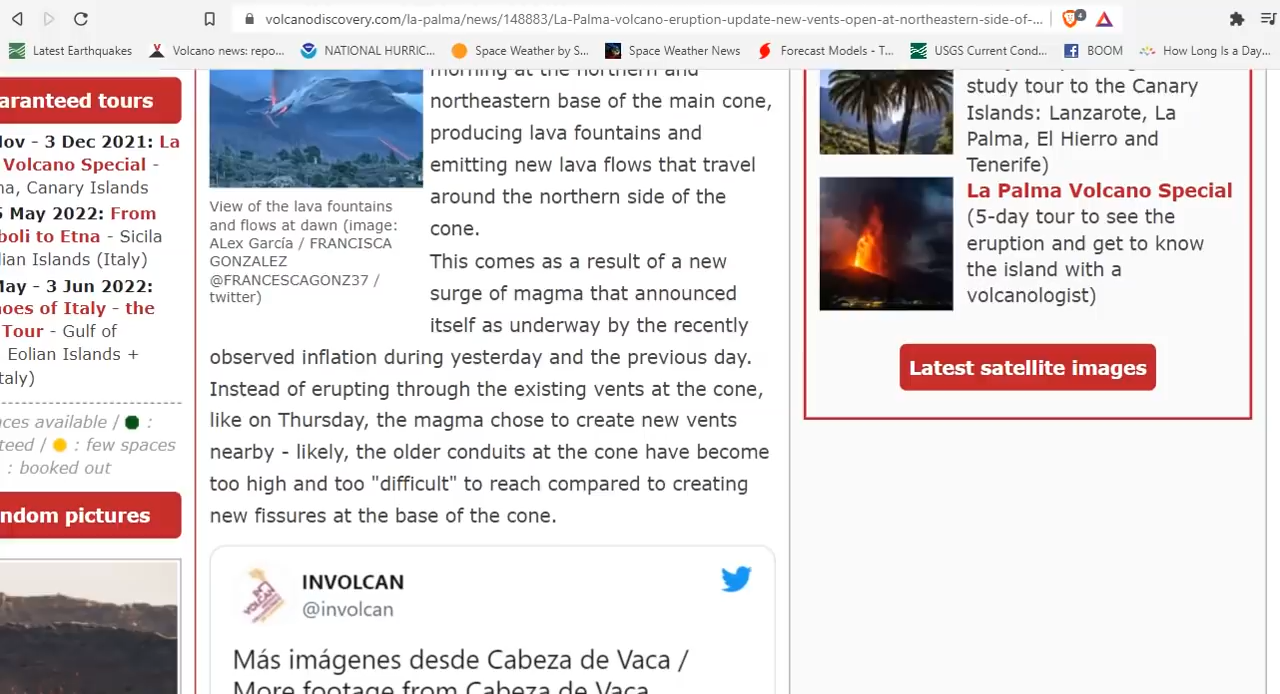 volcanodiscovery.com/la-palma/news/148883/La-Palma-volcano-eruption-update-new-vents-open-at-northeastern-side-of-...
4
Latest Earthquakes
Volcano news: repo...
NATIONAL HURRIC...
Space Weather by S...
Space Weather News
Forecast Models - T...
USGS Current Cond...
BOOM
How Long Is a Day...
aranteed tours
Nov - 3 Dec 2021: La
Volcano Special -
na, Canary Islands
5 May 2022: From
boli to Etna - Sicila
lian Islands (Italy)
May - 3 Jun 2022:
hoes of Italy - the
Tour - Gulf of
Eolian Islands +
taly)
aces available / :
teed / : few spaces
: booked out
ndom pictures
View of the lava fountains
and flows at dawn (image:
ALex García / FRANCISCA
GONZALEZ
@FRANCESCAGONZ37 /
twitter)
morning at the northern and
northeastern base of the main cone,
producing lava fountains and
emitting new lava flows that travel
around the northern side of the
cone.
This comes as a result of a new
surge of magma that announced
itself as underway by the recently
observed inflation during yesterday and the previous day.
Instead of erupting through the existing vents at the cone,
like on Thursday, the magma chose to create new vents
nearby - likely, the older conduits at the cone have become
too high and too "difficult" to reach compared to creating
new fissures at the base of the cone.
INVOLCAN
@involcan
Más imágenes desde Cabeza de Vaca /
More footage from Cabeza de Vaca
study tour to the Canary
Islands: Lanzarote, La
Palma, El Hierro and
Tenerife)
La Palma Volcano Special
(5-day tour to see the
eruption and get to know
the island with a
volcanologist)
Latest satellite images